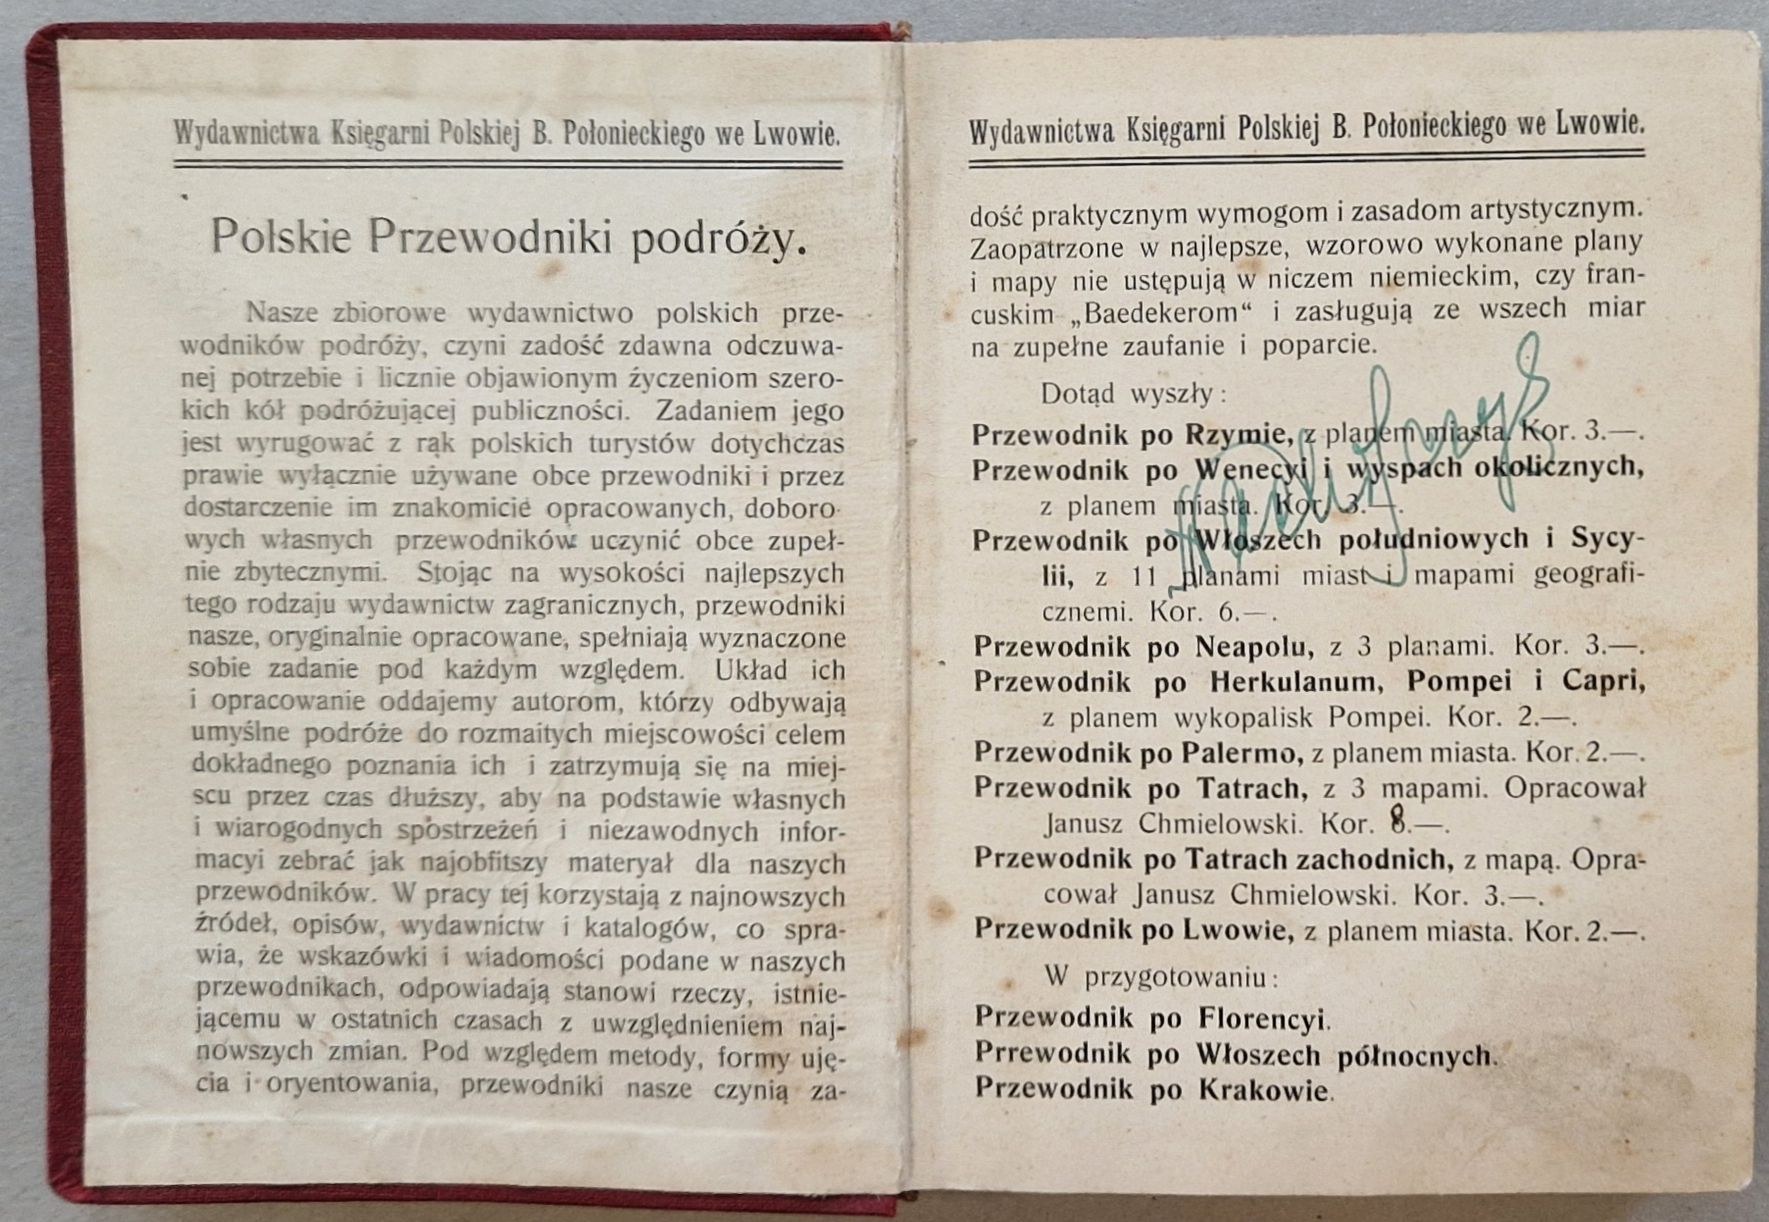 Wydawnictwa Księgarni Polskiej B. Połonieckiego we Lwowie.
Polskie Przewodniki podróży.
Nasze zbiorowe wydawnictwo polskich prze-
wodników podróży, czyni zadość zdawna odczuwa-
nej potrzebie i licznie objawionym życzeniom szero-
kich kół podróżującej publiczności. Zadaniem jego
jest wyrugować z rąk polskich turystów dotychczas
prawie wyłącznie używane obce przewodniki i przez
dostarczenie im znakomicie opracowanych, doboro-
wych własnych przewodników uczynić obce zupeł-
nie zbytecznymi. Stojąc na wysokości najlepszych
tego rodzaju wydawnictw zagranicznych, przewodniki
nasze, oryginalnie opracowane, spełniają wyznaczone
sobie zadanie pod każdym względem. Układ ich
i opracowanie oddajemy autorom, którzy odbywają
umyślne podróże do rozmaitych miejscowości celem
dokładnego poznania ich i zatrzymują się na miej-
scu przez czas dłuższy, aby na podstawie własnych
i wiarogodnych spostrzeżeń i niezawodnych infor-
macyi zebrać jak najobfitszy materyał dla naszych
przewodników. W pracy tej korzystają z najnowszych
źródeł, opisów, wydawnictw i katalogów, co spra-
wia, że wskazówki i wiadomości podane w naszych
przewodnikach, odpowiadają stanowi rzeczy, istnie-
jącemu w ostatnich czasach z uwzględnieniem naj-
nowszych zmian. Pod względem metody, formy uję-
cia i oryentowania, przewodniki nasze czynią za-
Wydawnictwa Księgarni Polskiej B. Połonieckiego we Lwowie.
dość praktycznym wymogom i zasadom artystycznym.
Zaopatrzone w najlepsze, wzorowo wykonane plany
i mapy nie ustępują w niczem niemieckim, czy fran-
cuskim „Baedekerom“ i zasługują ze wszech miar
na zupełne zaufanie i poparcie.
Dotąd wyszły:
Przewodnik po Rzymie, z planem miasta. Kor. 3.—.
Przewodnik po Wenecyi i wyspach okolicznych,
z planem miasta. Kor. 3.—.
Przewodnik po Włoszech południowych i Sycy-
lii, z 11 planami miast i mapami geografi-
cznemi. Kor. 6.—.
Przewodnik po Neapolu, z 3 planami. Kor. 3.—.
Przewodnik po Herkulanum, Pompei i Capri,
z planem wykopalisk Pompei. Kor. 2.—.
Przewodnik po Palermo, z planem miasta. Kor. 2.—.
Przewodnik po Tatrach, z 3 mapami. Opracował
Janusz Chmielowski. Kor. 8.—.
Przewodnik po Tatrach zachodnich, z mapą. Opra-
cował Janusz Chmielowski. Kor. 3.—.
Przewodnik po Lwowie, z planem miasta. Kor. 2.—.
W przygotowaniu:
Przewodnik po Florencyi.
Prrewodnik po Włoszech północnych.
Przewodnik po Krakowie.